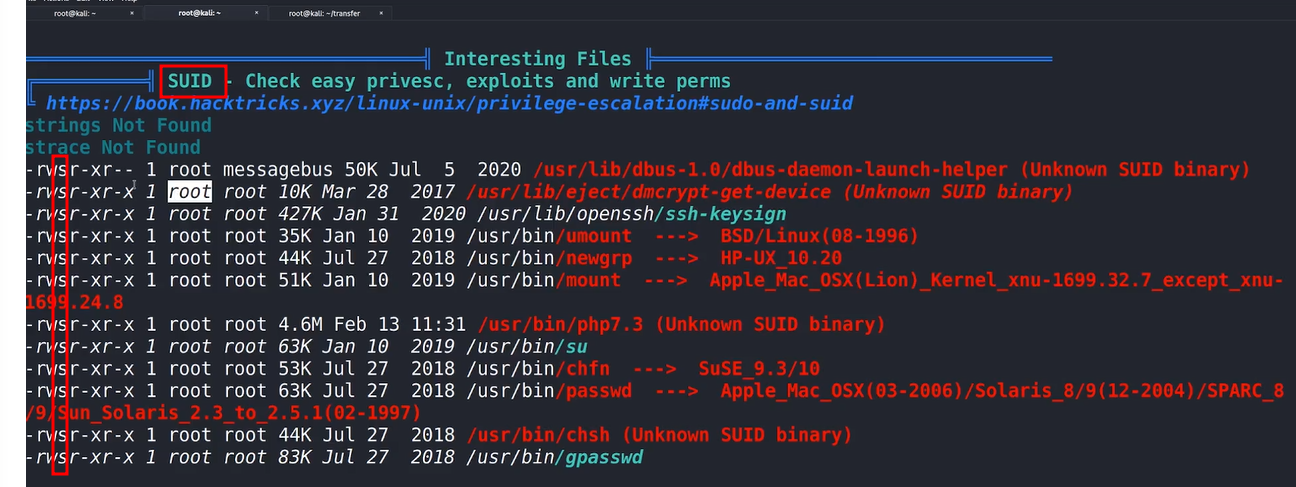 root@kali: ~ × root@kali: ~ × root@kali: ~/transfer ×
Interesting Files
SUID - Check easy privesc, exploits and write perms
https://book.hacktricks.xyz/linux-unix/privilege-escalation#sudo-and-suid
strings Not Found
strace Not Found
-rwsr-xr-- 1 root messagebus 50K Jul 5 2020 /usr/lib/dbus-1.0/dbus-daemon-launch-helper (Unknown SUID binary)
-rwsr-xr-x 1 root root 10K Mar 28 2017 /usr/lib/eject/dmcrypt-get-device (Unknown SUID binary)
-rwsr-xr-x 1 root root 427K Jan 31 2020 /usr/lib/openssh/ssh-keysign
-rwsr-xr-x 1 root root 35K Jan 10 2019 /usr/bin/umount ---> BSD/Linux(08-1996)
-rwsr-xr-x 1 root root 44K Jul 27 2018 /usr/bin/newgrp ---> HP-UX_10.20
-rwsr-xr-x 1 root root 51K Jan 10 2019 /usr/bin/mount ---> Apple_Mac_OSX(Lion)_Kernel_xnu-1699.32.7_except_xnu-
1699.24.8
-rwsr-xr-x 1 root root 4.6M Feb 13 11:31 /usr/bin/php7.3 (Unknown SUID binary)
-rwsr-xr-x 1 root root 63K Jan 10 2019 /usr/bin/su
-rwsr-xr-x 1 root root 53K Jul 27 2018 /usr/bin/chfn ---> SuSE_9.3/10
-rwsr-xr-x 1 root root 63K Jul 27 2018 /usr/bin/passwd ---> Apple_Mac_OSX(03-2006)/Solaris_8/9(12-2004)/SPARC_8
/9/Sun_Solaris_2.3_to_2.5.1(02-1997)
-rwsr-xr-x 1 root root 44K Jul 27 2018 /usr/bin/chsh (Unknown SUID binary)
-rwsr-xr-x 1 root root 83K Jul 27 2018 /usr/bin/gpasswd